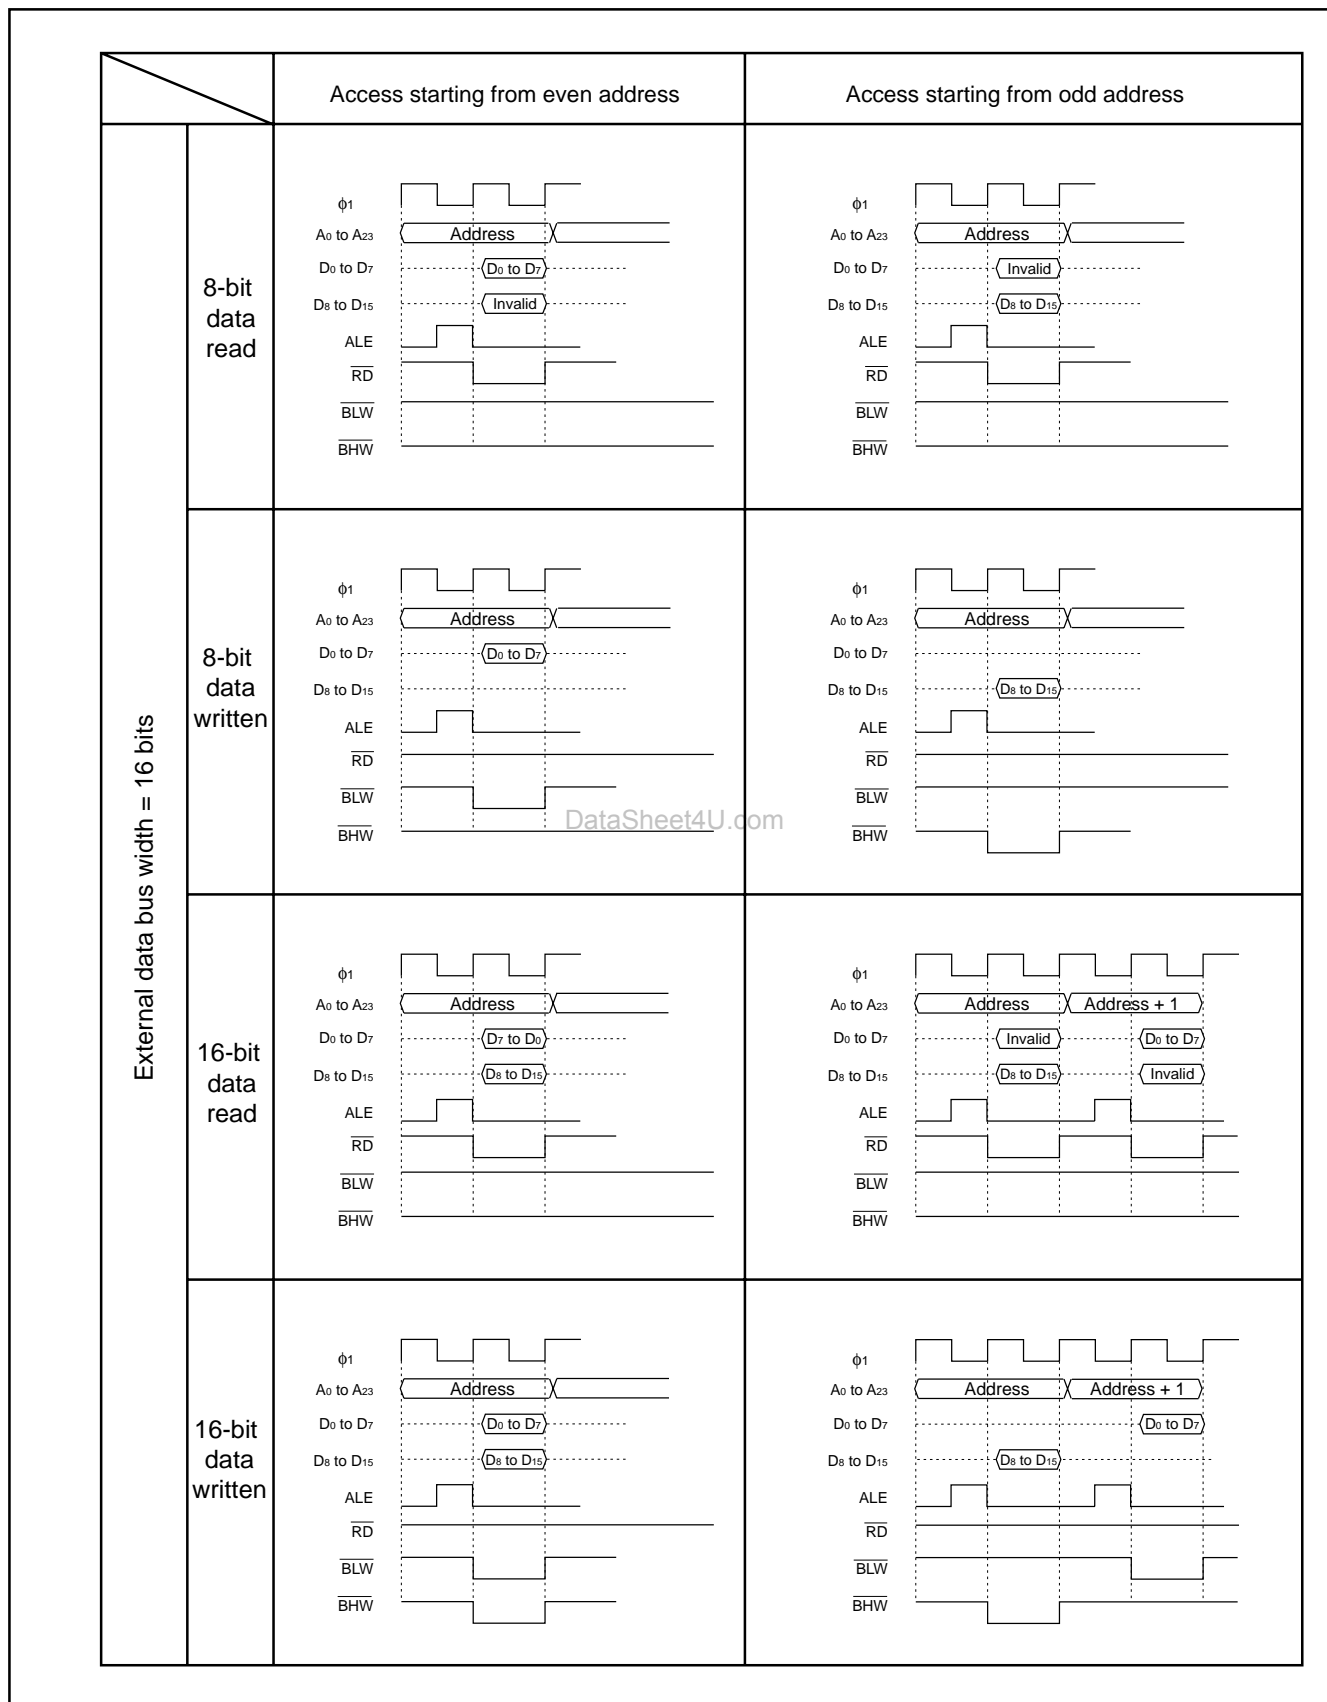 Access starting from even address
Access starting from odd address
External data bus width = 16 bits
8-bit
data
read
ϕ1
A0 to A23
Address
D0 to D7
D0 to D7
D8 to D15
Invalid
ALE
RD
BLW
BHW
ϕ1
A0 to A23
Address
D0 to D7
Invalid
D8 to D15
D8 to D15
ALE
RD
BLW
BHW
8-bit
data
written
ϕ1
A0 to A23
Address
D0 to D7
D0 to D7
D8 to D15
ALE
RD
BLW
BHW
ϕ1
A0 to A23
Address
D0 to D7
D8 to D15
D8 to D15
ALE
RD
BLW
BHW
DataSheet4U.com
16-bit
data
read
ϕ1
A0 to A23
Address
D0 to D7
D7 to D0
D8 to D15
D8 to D15
ALE
RD
BLW
BHW
ϕ1
A0 to A23
Address
Address + 1
D0 to D7
Invalid
D0 to D7
D8 to D15
D8 to D15
Invalid
ALE
RD
BLW
BHW
16-bit
data
written
ϕ1
A0 to A23
Address
D0 to D7
D0 to D7
D8 to D15
D8 to D15
ALE
RD
BLW
BHW
ϕ1
A0 to A23
Address
Address + 1
D0 to D7
D0 to D7
D8 to D15
D8 to D15
ALE
RD
BLW
BHW